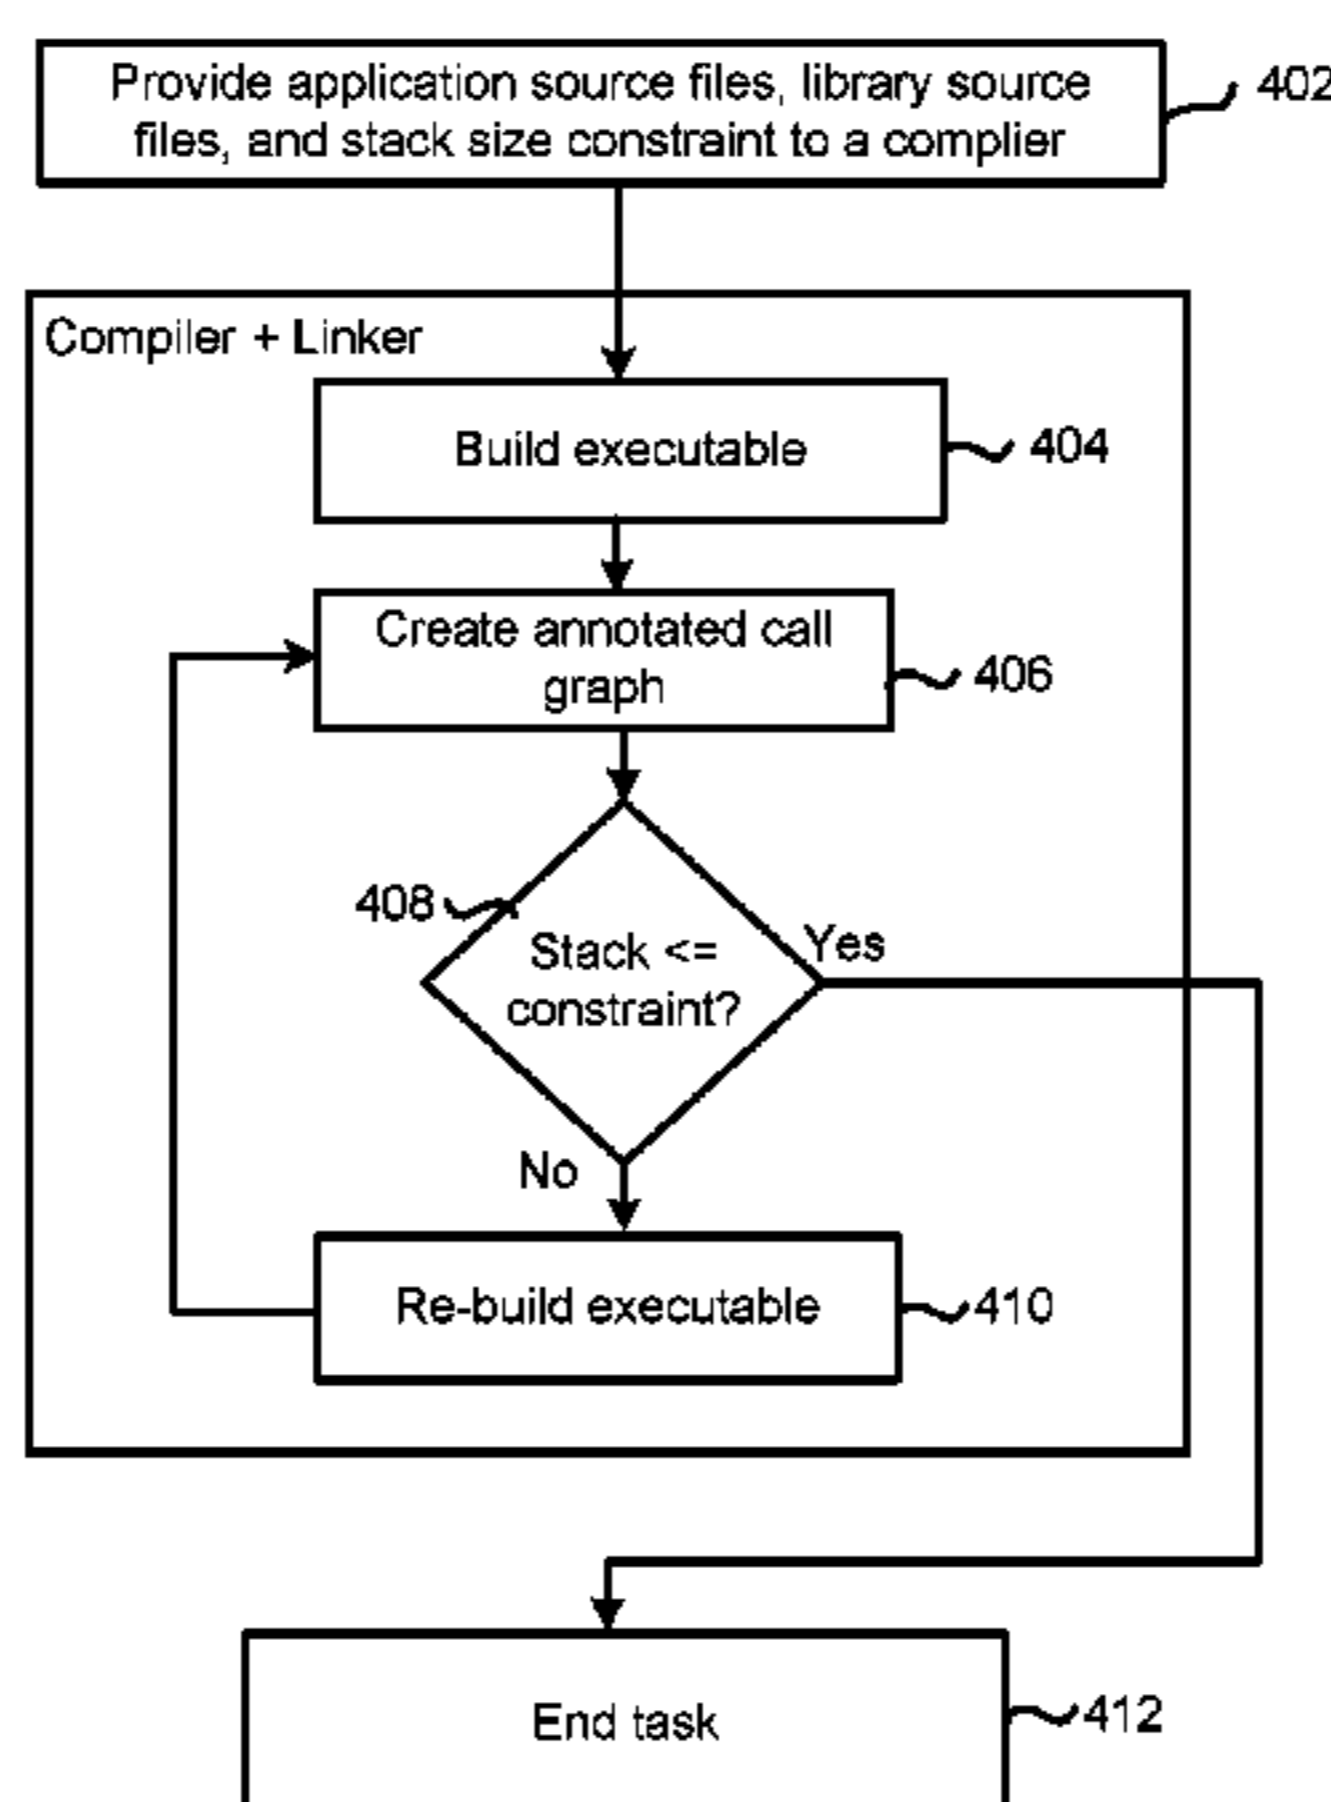 Provide application source files, library source
files, and stack size constraint to a complier
402
Compiler + Linker
Build executable
404
Create annotated call
graph
406
408
Stack <=
constraint?
Yes
No
Re-build executable
410
End task
412